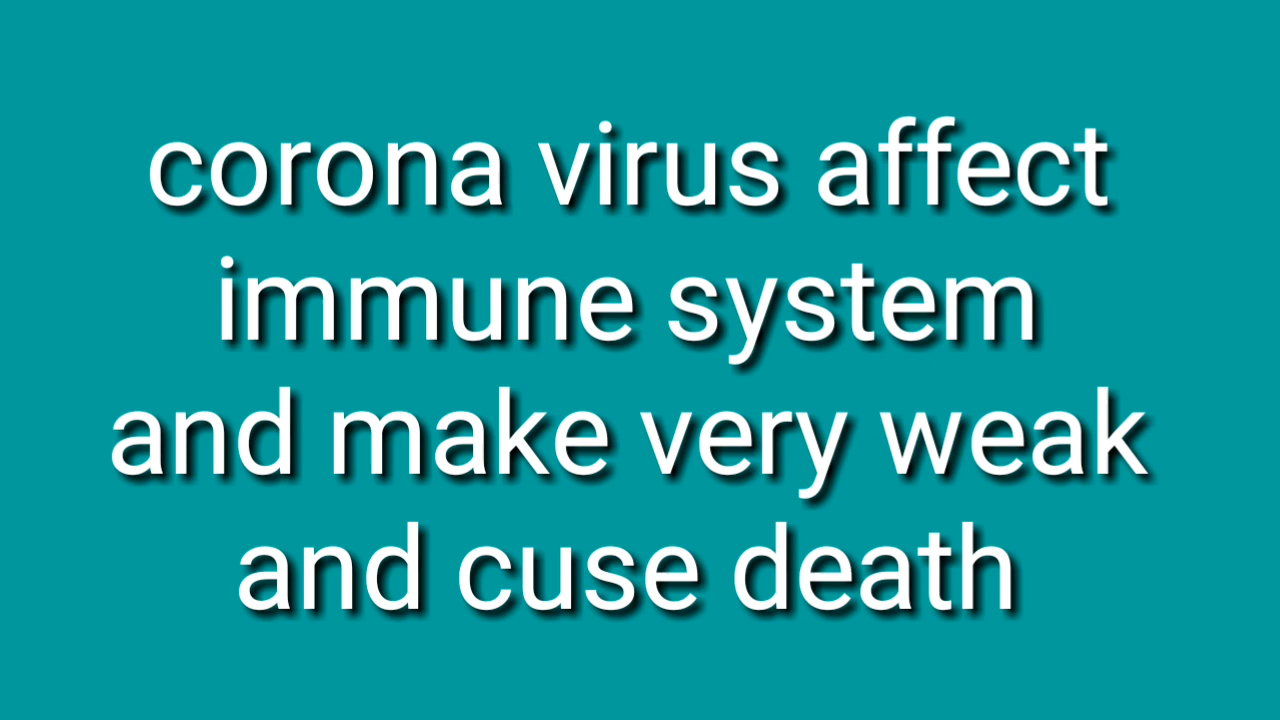 corona virus affect
immune system
and make very weak
and cuse death